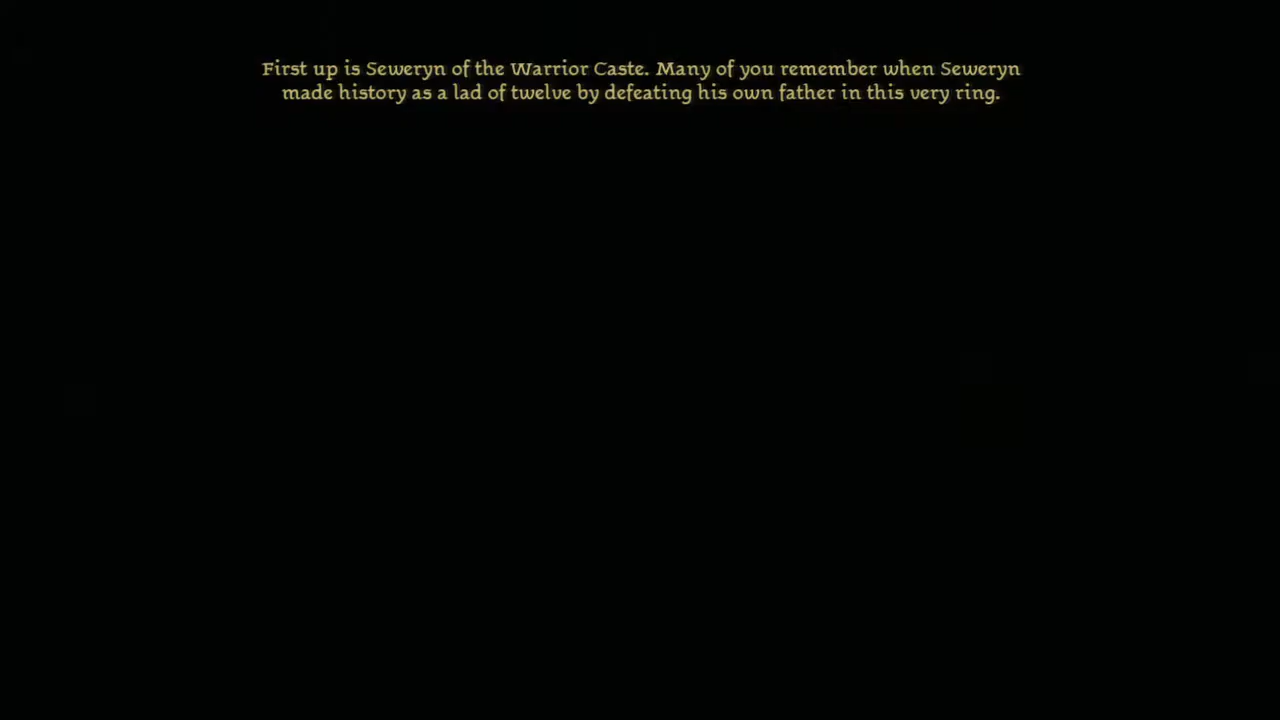 First up is Seweryn of the Warrior Caste. Many of you remember when Seweryn
made history as a lad of twelve by defeating his own father in this very ring.